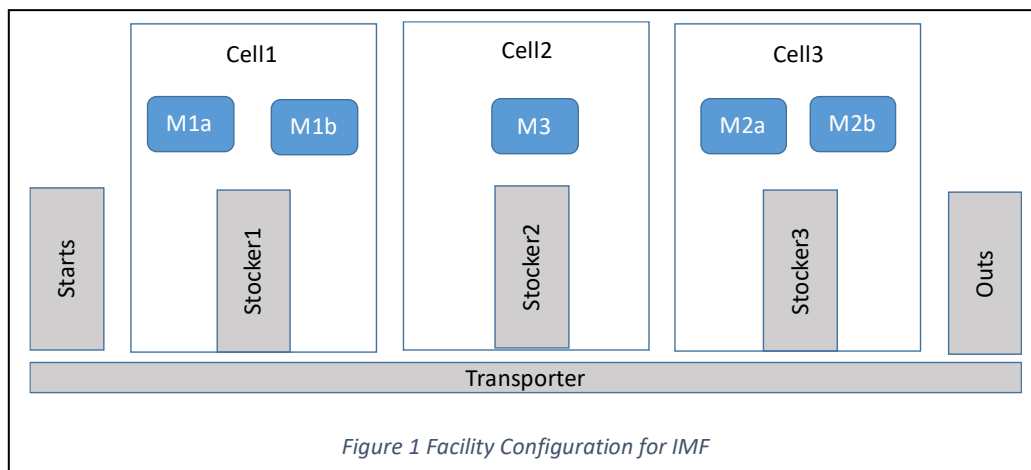 Cell1
Cell2
Cell3
M1a
M1b
M3
M2a
M2b
Starts
Stocker1
Stocker2
Stocker3
Outs
Transporter
Figure 1 Facility Configuration for IMF